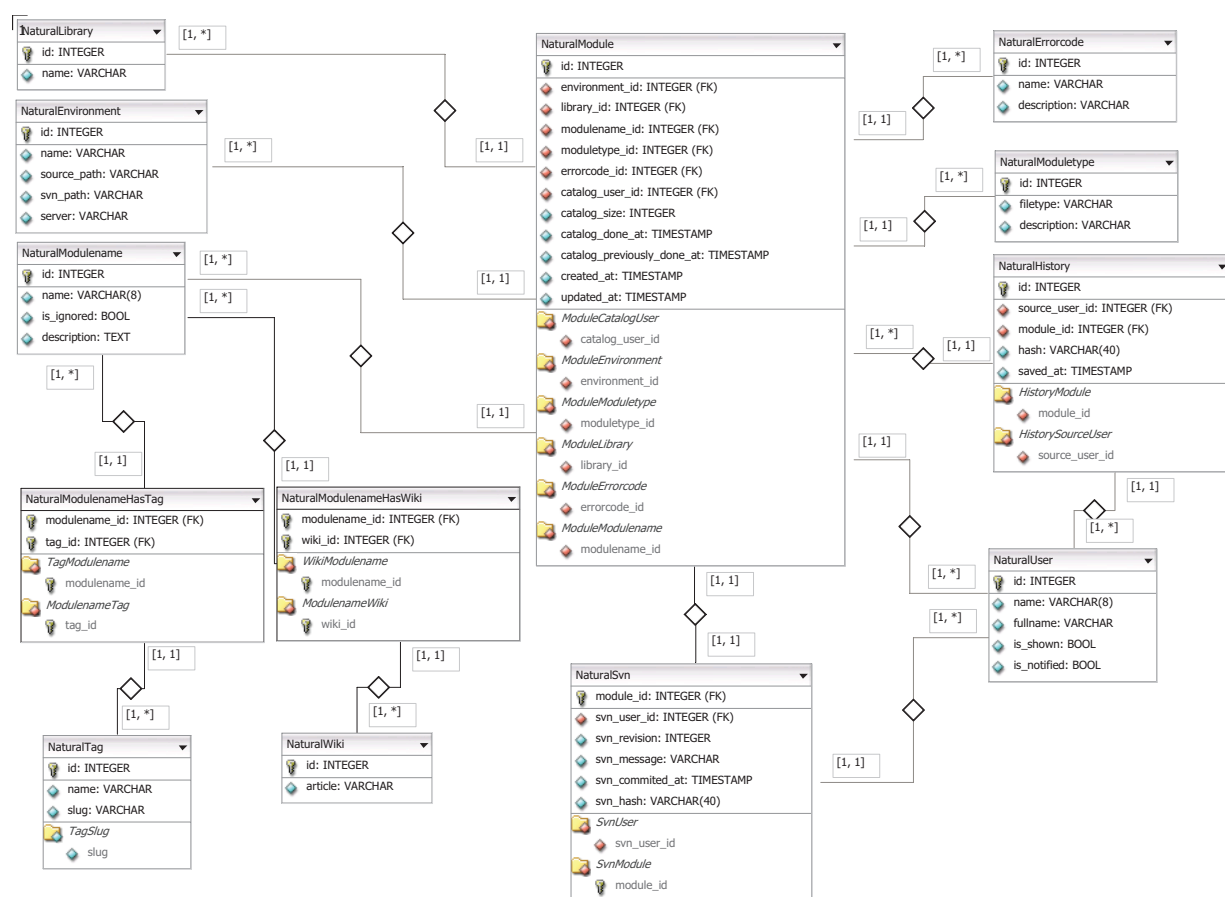 1
NaturalLibrary
id: INTEGER
name: VARCHAR
[1, *]
[1, 1]
NaturalEnvironment
id: INTEGER
name: VARCHAR
source_path: VARCHAR
svn_path: VARCHAR
server: VARCHAR
[1, *]
[1, 1]
NaturalModulename
id: INTEGER
name: VARCHAR(8)
is_ignored: BOOL
description: TEXT
[1, *]
[1, *]
[1, 1]
[1, *]
[1, 1]
[1, 1]
NaturalModulenameHasTag
modulename_id: INTEGER (FK)
tag_id: INTEGER (FK)
TagModulename
modulename_id
ModulenameTag
tag_id
[1, 1]
[1, *]
NaturalTag
id: INTEGER
name: VARCHAR
slug: VARCHAR
TagSlug
slug
NaturalModulenameHasWiki
modulename_id: INTEGER (FK)
wiki_id: INTEGER (FK)
WikiModulename
modulename_id
ModulenameWiki
wiki_id
[1, 1]
[1, *]
NaturalWiki
id: INTEGER
article: VARCHAR
NaturalModule
id: INTEGER
environment_id: INTEGER (FK)
library_id: INTEGER (FK)
modulename_id: INTEGER (FK)
moduletype_id: INTEGER (FK)
errorcode_id: INTEGER (FK)
catalog_user_id: INTEGER (FK)
catalog_size: INTEGER
catalog_done_at: TIMESTAMP
catalog_previously_done_at: TIMESTAMP
created_at: TIMESTAMP
updated_at: TIMESTAMP
ModuleCatalogUser
catalog_user_id
ModuleEnvironment
environment_id
ModuleModuletype
moduletype_id
ModuleLibrary
library_id
ModuleErrorcode
errorcode_id
ModuleModulename
modulename_id
[1, 1]
[1, 1]
NaturalSvn
module_id: INTEGER (FK)
svn_user_id: INTEGER (FK)
svn_revision: INTEGER
svn_message: VARCHAR
svn_commited_at: TIMESTAMP
svn_hash: VARCHAR(40)
SvnUser
svn_user_id
SvnModule
module_id
[1, *]
[1, 1]
NaturalErrorcode
id: INTEGER
name: VARCHAR
description: VARCHAR
[1, *]
[1, 1]
NaturalModuletype
id: INTEGER
filetype: VARCHAR
description: VARCHAR
[1, *]
[1, 1]
NaturalHistory
id: INTEGER
source_user_id: INTEGER (FK)
module_id: INTEGER (FK)
hash: VARCHAR(40)
saved_at: TIMESTAMP
HistoryModule
module_id
HistorySourceUser
source_user_id
[1, 1]
[1, 1]
[1, *]
[1, *]
[1, *]
[1, 1]
NaturalUser
id: INTEGER
name: VARCHAR(8)
fullname: VARCHAR
is_shown: BOOL
is_notified: BOOL